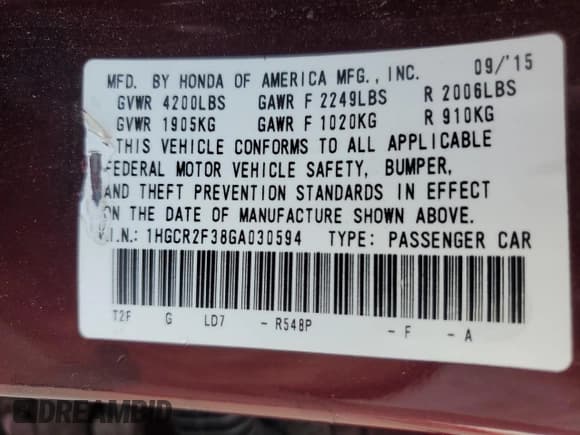 MFD. BY HONDA OF AMERICA MFG., INC. 09/'15
GVWR 4200LBS GAWR F 2249LBS R 2006LBS
GVWR 1905KG GAWR F 1020KG R 910KG
THIS VEHICLE CONFORMS TO ALL APPLICABLE
FEDERAL MOTOR VEHICLE SAFETY, BUMPER,
AND THEFT PREVENTION STANDARDS IN EFFECT
ON THE DATE OF MANUFACTURE SHOWN ABOVE.
V.I.N.: 1HGCR2F38GA030594 TYPE: PASSENGER CAR
T2F G LD7 - R548P - F - A
DREAMBID